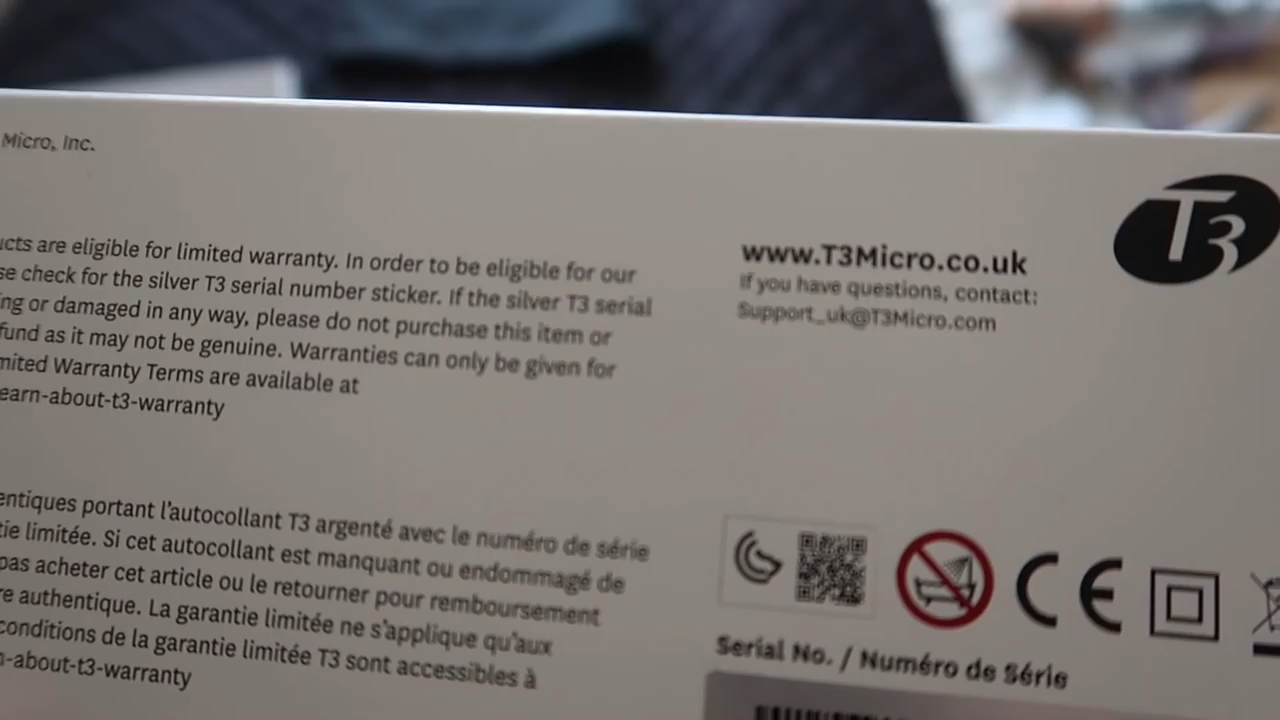 Micro, Inc.
ucts are eligible for limited warranty. In order to be eligible for our
se check for the silver T3 serial number sticker. If the silver T3 serial
ing or damaged in any way, please do not purchase this item or
fund as it may not be genuine. Warranties can only be given for
mited Warranty Terms are available at
earn-about-t3-warranty
entiques portant l'autocollant T3 argenté avec le numéro de série
tie limitée. Si cet autocollant est manquant ou endommagé de
pas acheter cet article ou le retourner pour remboursement
re authentique. La garantie limitée ne s'applique qu'aux
conditions de la garantie limitée T3 sont accessibles à
n-about-t3-warranty
T3
www.T3Micro.co.uk
If you have questions, contact:
Support_uk@T3Micro.com
CE
Serial No. / Numéro de Série